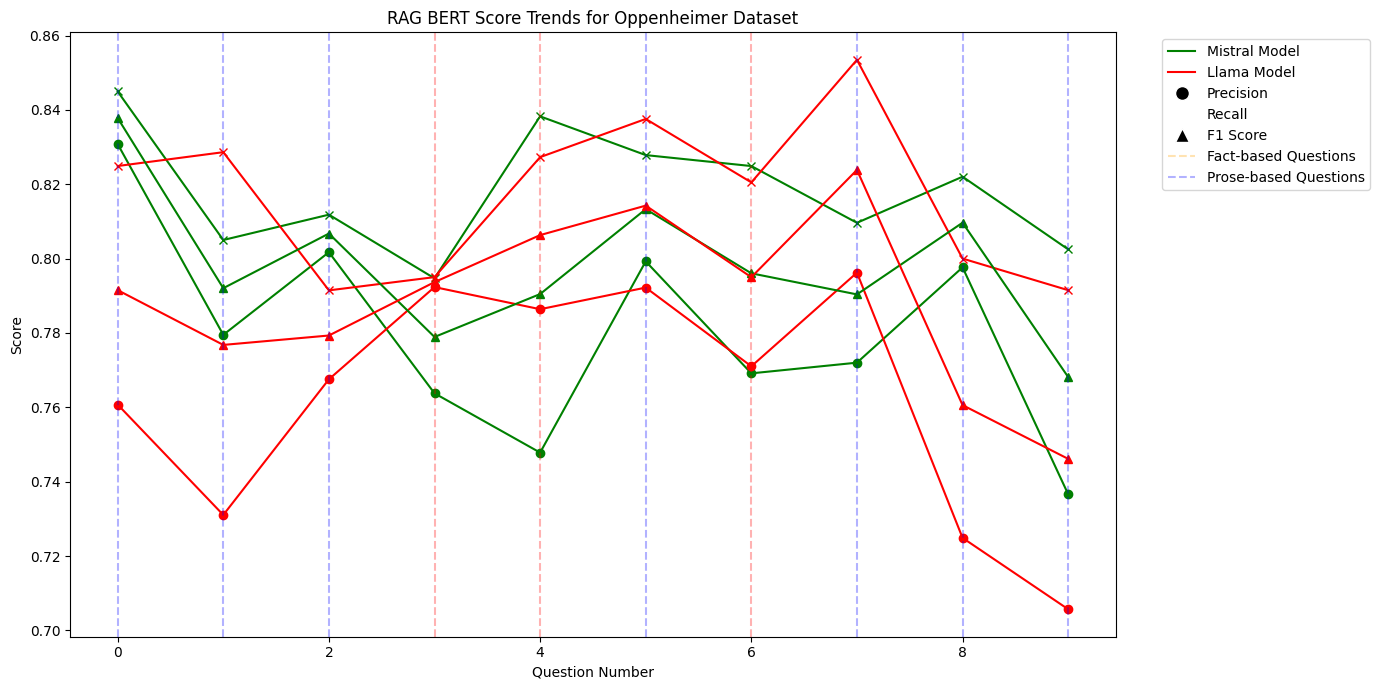 RAG BERT Score Trends for Oppenheimer Dataset
0.86
0.84
0.82
0.80
0.78
0.76
0.74
0.72
0.70
Score
0 2 4 6 8
Question Number
Mistral Model
Llama Model
Precision
Recall
F1 Score
Fact-based Questions
Prose-based Questions